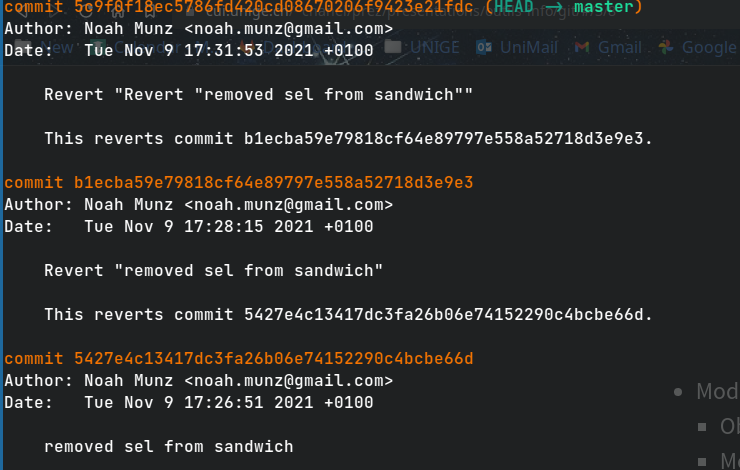 commit 5d9f0f18ec5786fd420cd08670206f9423e21fdc (HEAD -> master)
Author: Noah Munz <noah.munz@gmail.com>
Date:   Tue Nov 9 17:31:53 2021 +0100
New
Calendar
UNIGE
UniMail
Gmail
Google
Revert "Revert "removed sel from sandwich""
This reverts commit b1ecba59e79818cf64e89797e558a52718d3e9e3.
commit b1ecba59e79818cf64e89797e558a52718d3e9e3
Author: Noah Munz <noah.munz@gmail.com>
Date:   Tue Nov 9 17:28:15 2021 +0100
Revert "removed sel from sandwich"
This reverts commit 5427e4c13417dc3fa26b06e74152290c4bcbe66d.
commit 5427e4c13417dc3fa26b06e74152290c4bcbe66d
Author: Noah Munz <noah.munz@gmail.com>
Date:   Tue Nov 9 17:26:51 2021 +0100
removed sel from sandwich
Mod